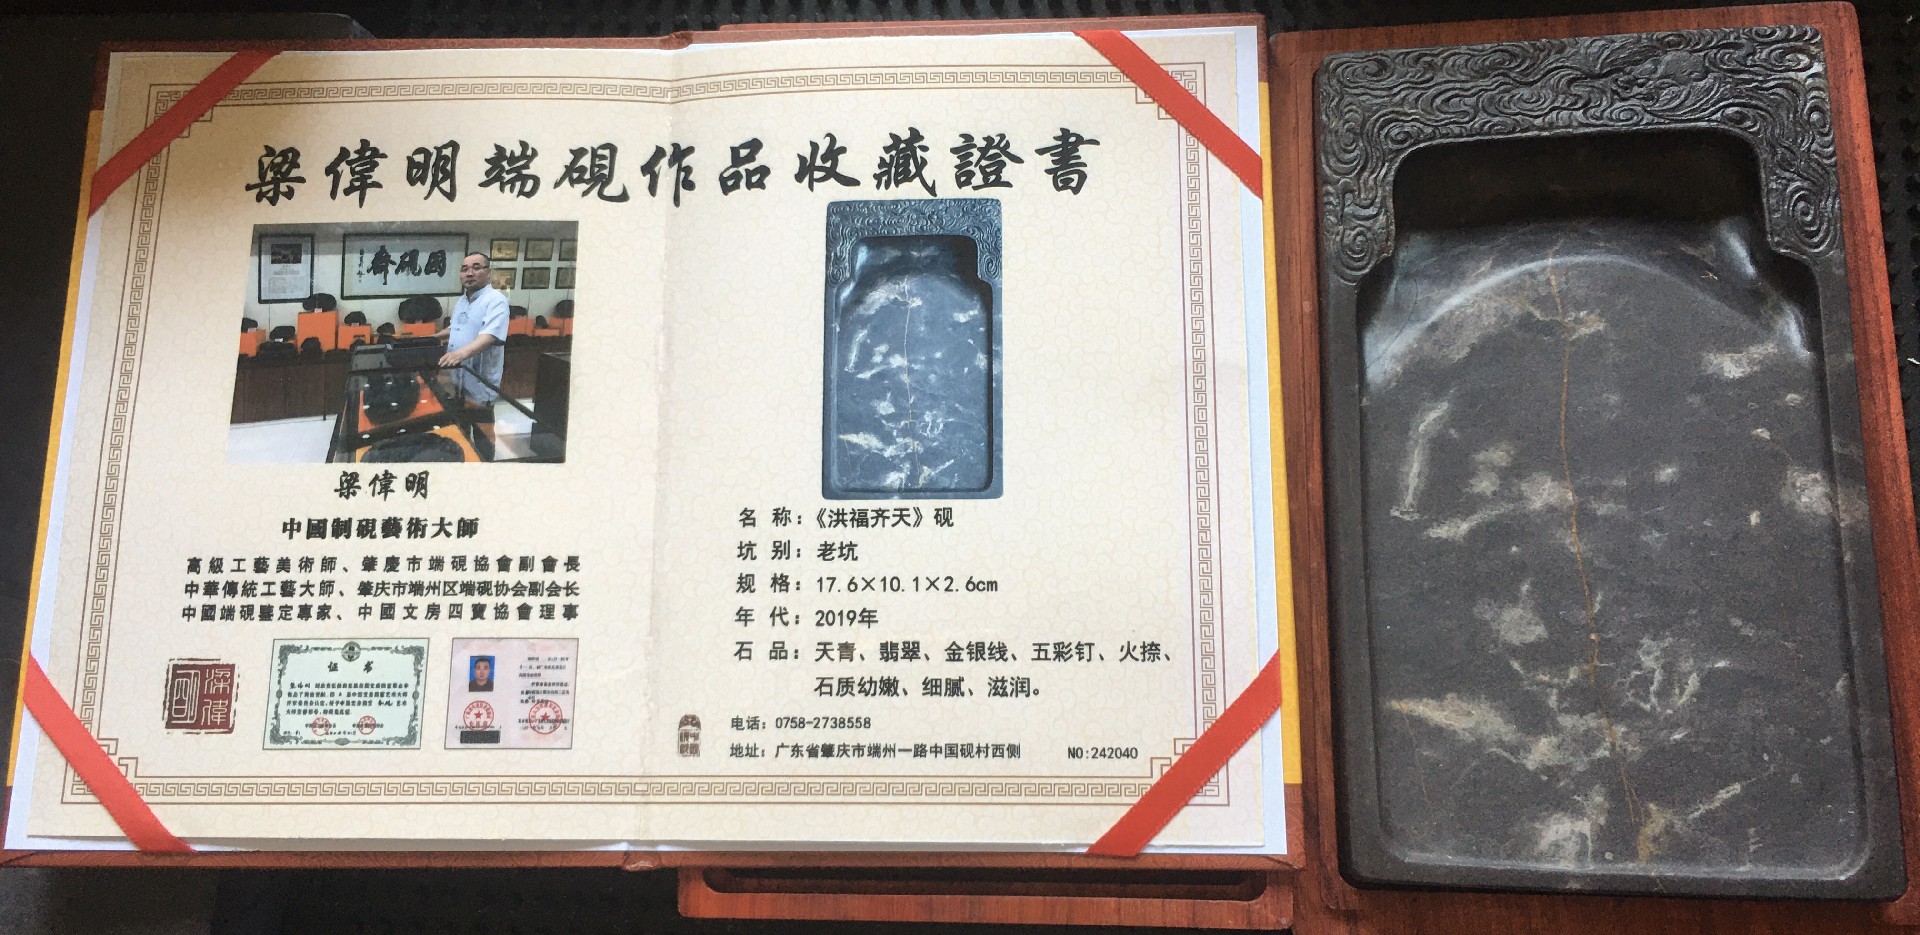 梁偉明端硯作品收藏證書
國硯齋
梁偉明
中國制硯藝術大師
高級工藝美術師、肇慶市端硯協會副會長
中華傳統工藝大師、肇庆市端州区端砚协会副会长
中國端硯鑒定專家、中國文房四寶協會理事
梁偉明
证书
名 称：《洪福齐天》砚
坑 别：老坑
规 格：17.6×10.1×2.6cm
年 代：2019年
石 品：天青、翡翠、金银线、五彩钉、火捺、
石质幼嫩、细腻、滋润。
电话：0758-2738558
地址：广东省肇庆市端州一路中国砚村西侧
NO:242040